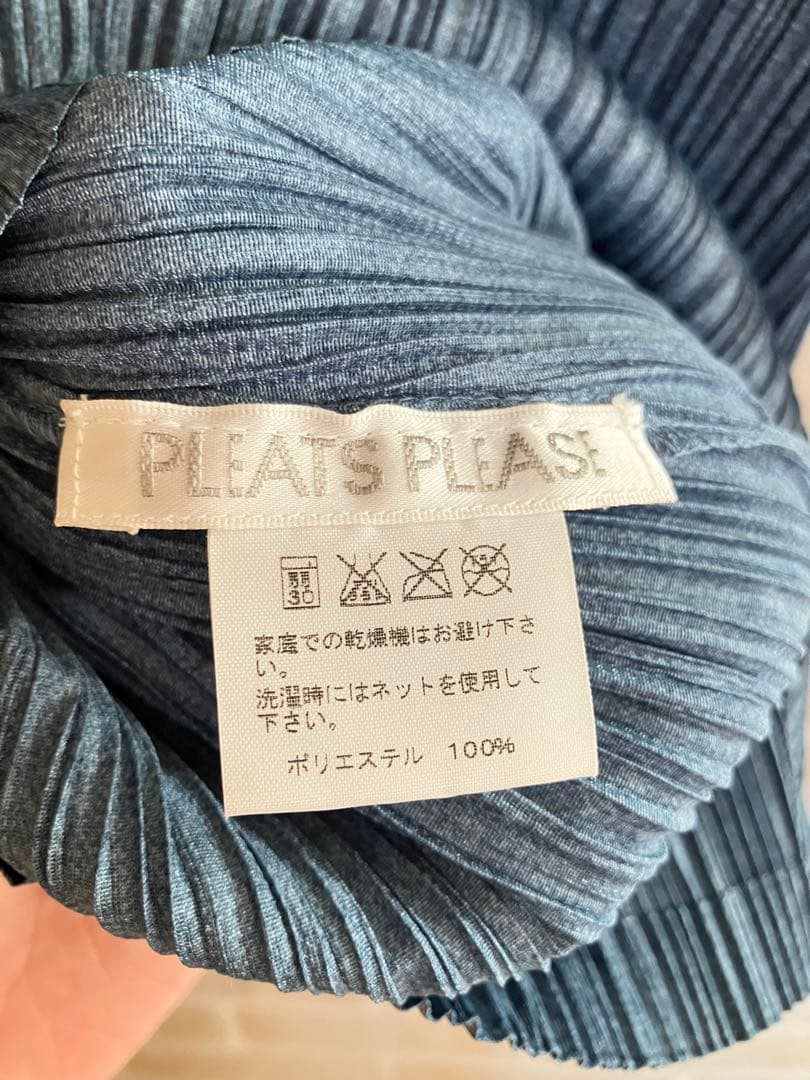 PLEATS PLEASE
弱
30
家庭での乾燥機はお避け下さ
い。
洗濯時にはネットを使用して
下さい。
ポリエステル 100%